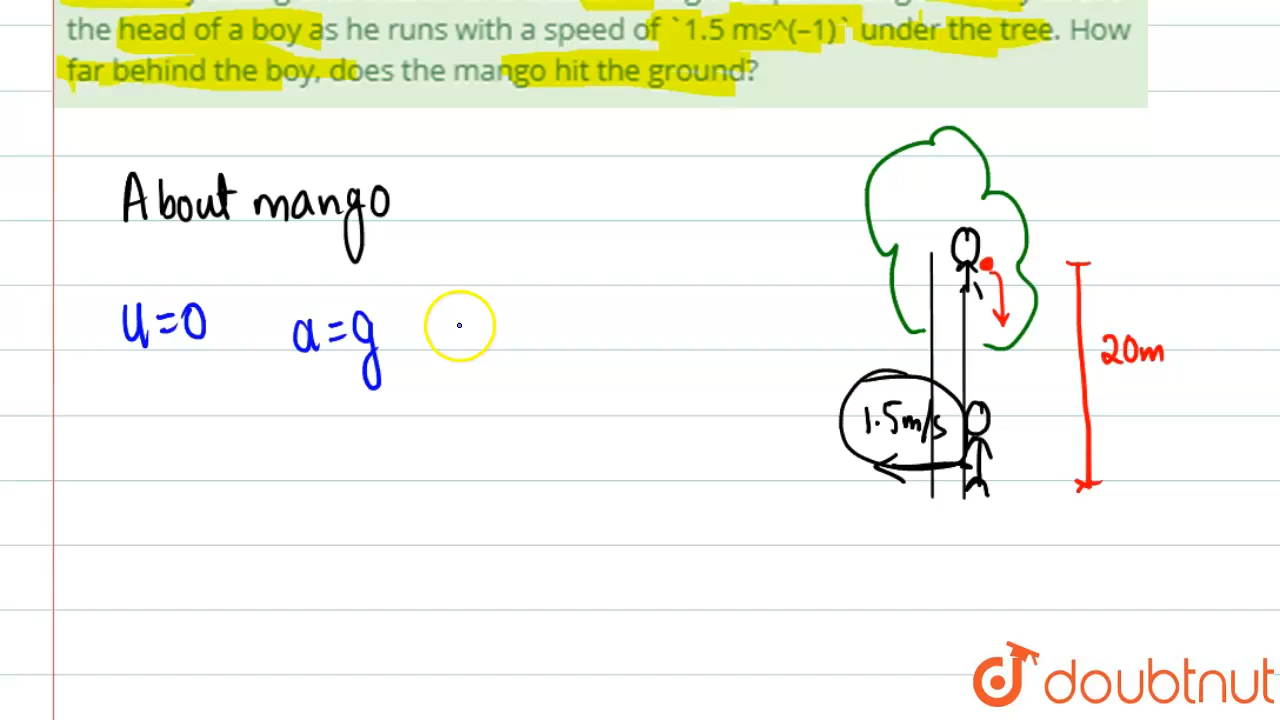 the head of a boy as he runs with a speed of `1.5 ms^(–1)` under the tree. How
far behind the boy, does the mango hit the ground?
About mango
u=0 a=g
20m
1.5m/s
doubtnut